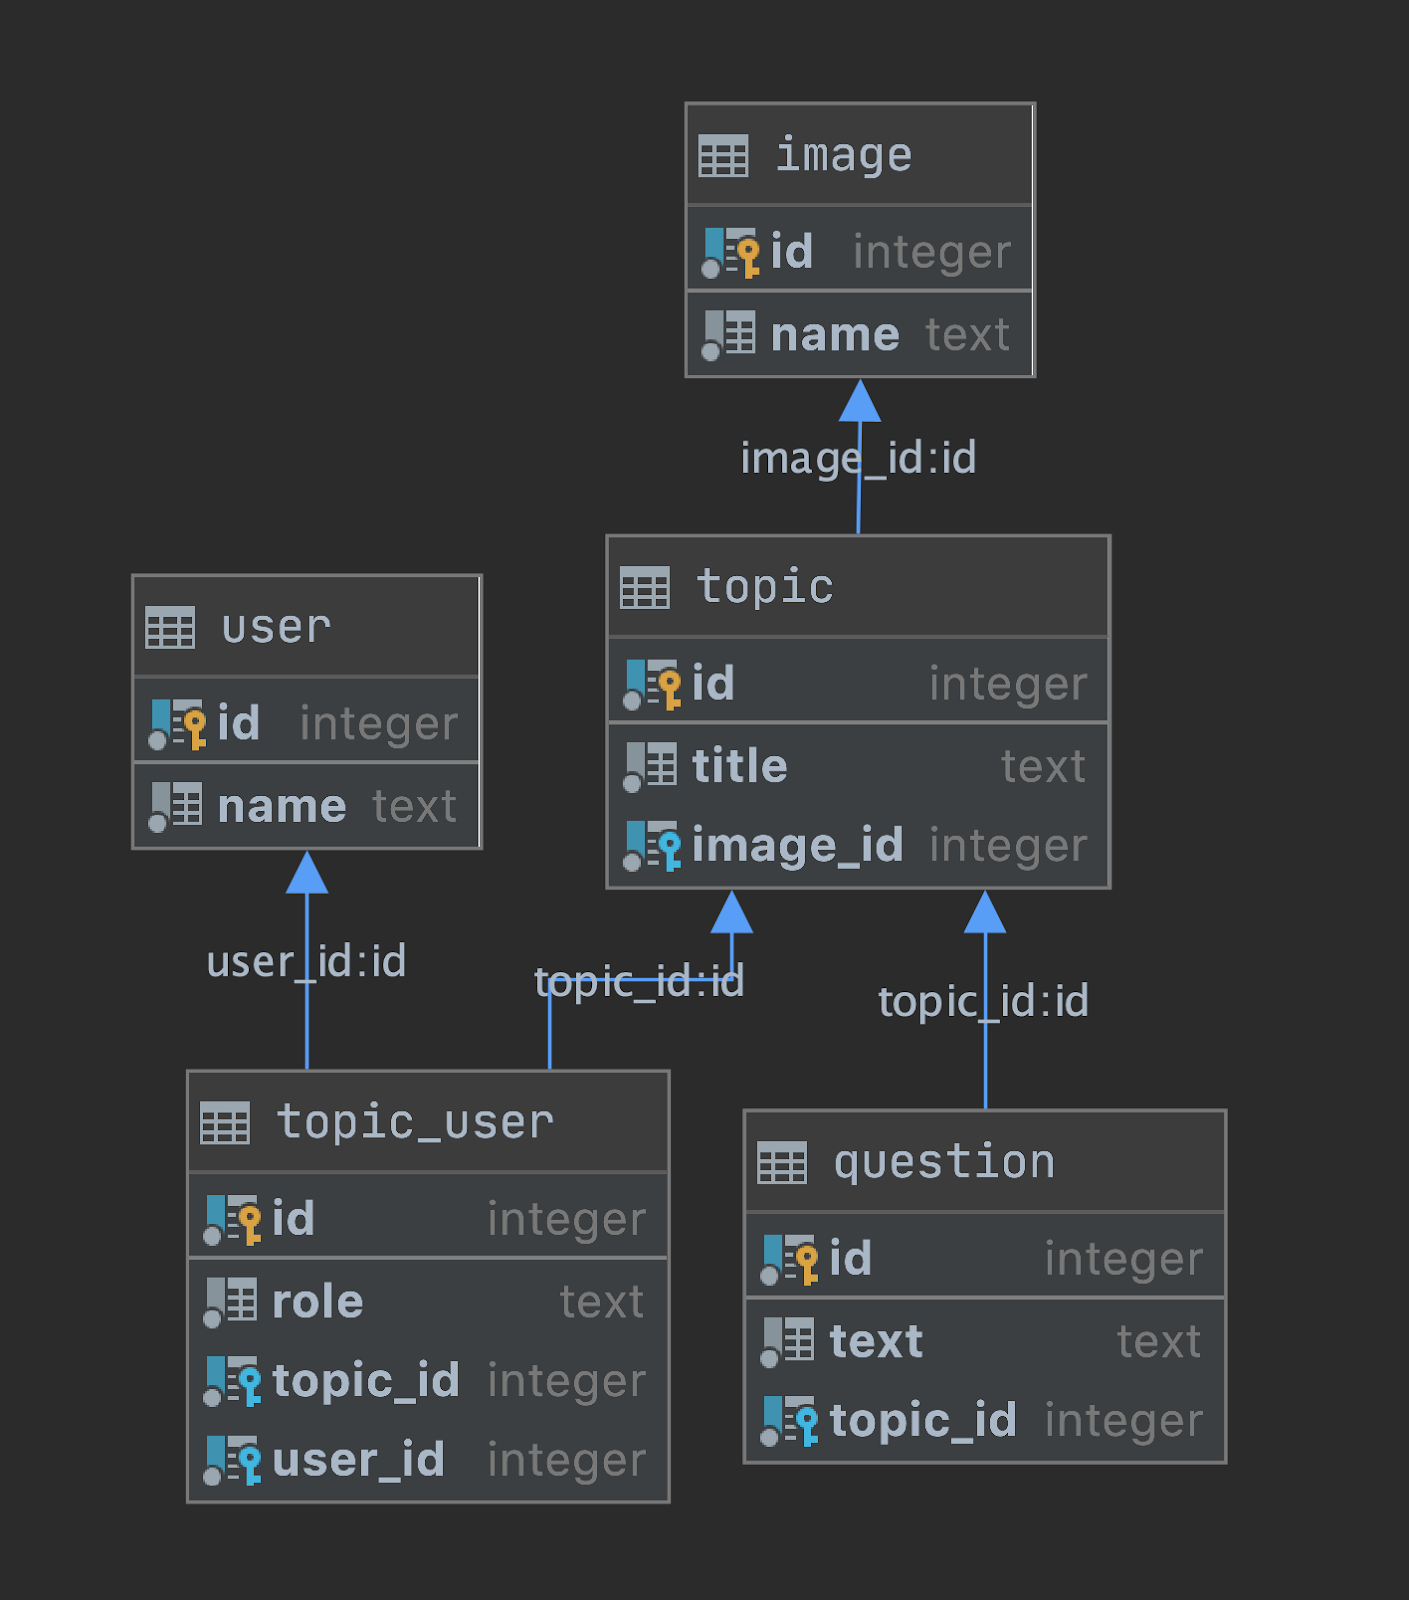 image
id integer
name text
image_id:id
topic
id integer
title text
image_id integer
user
id integer
name text
user_id:id
topic_id:id
topic_id:id
topic_user
id integer
role text
topic_id integer
user_id integer
question
id integer
text text
topic_id integer